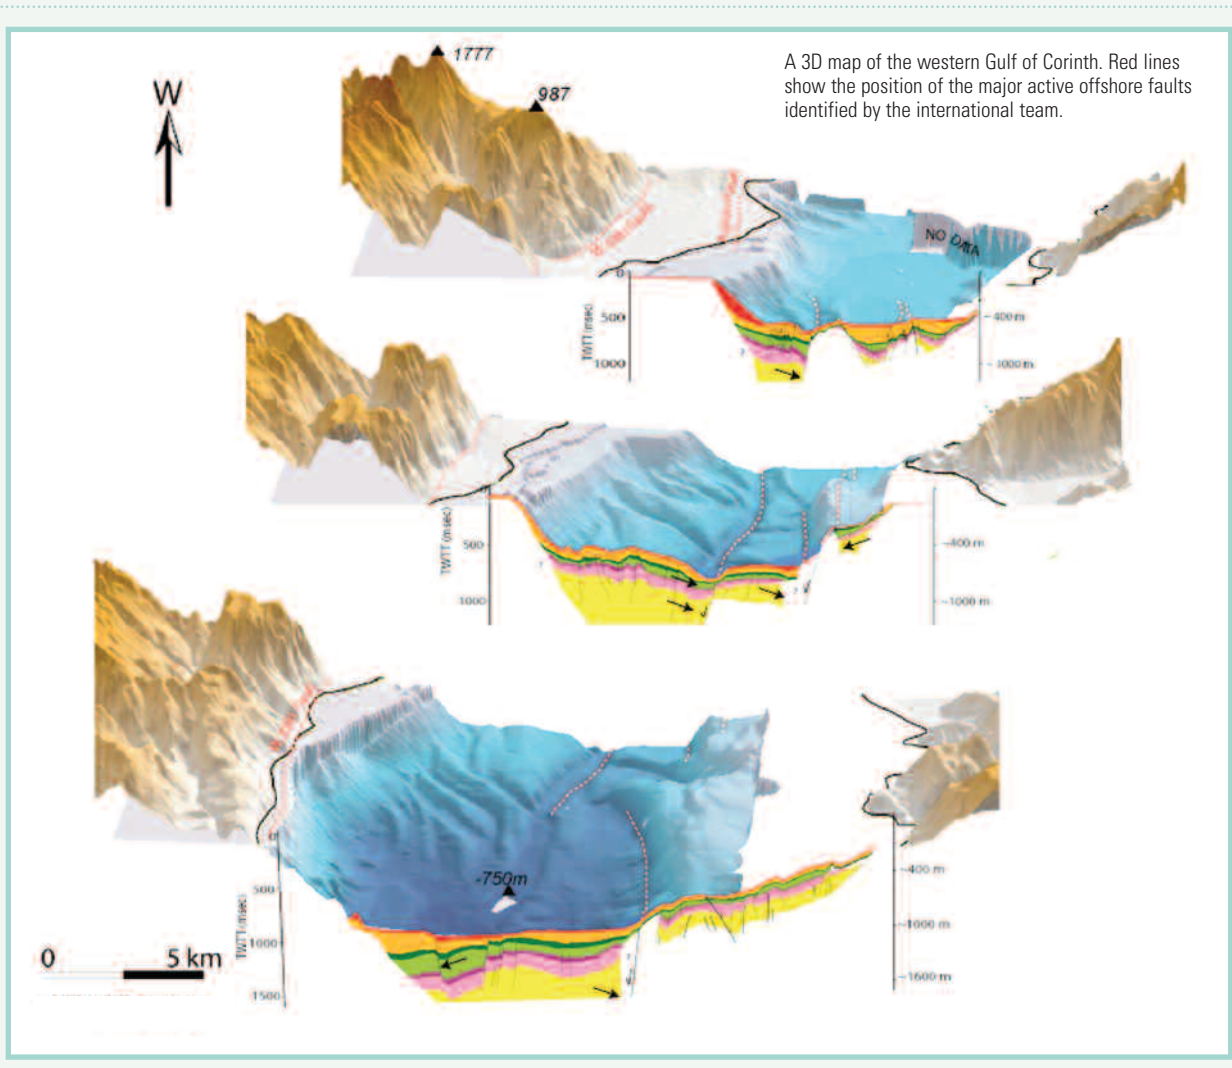 1777
987
W
A 3D map of the western Gulf of Corinth. Red lines
show the position of the major active offshore faults
identified by the international team.
NO DATA
0
500
1000
TWTT (msec)
400 m
1000 m
?
500
1000
TWTT (msec)
400 m
1000 m
?
?
0
500
1000
1500
TWTT (msec)
-750m
400 m
1000 m
1600 m
?
0 5 km